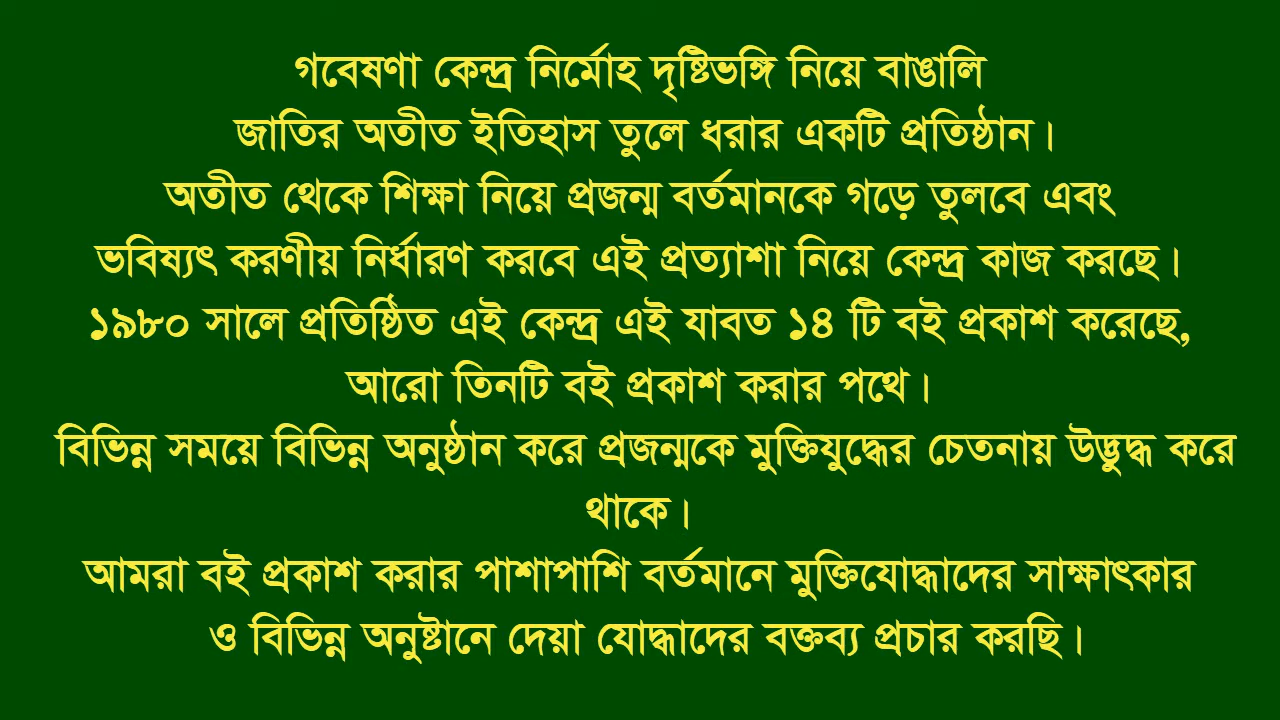 গবেষণা কেন্দ্র নির্মোহ দৃষ্টিভঙ্গি নিয়ে বাঙালি
জাতির অতীত ইতিহাস তুলে ধরার একটি প্রতিষ্ঠান।
অতীত থেকে শিক্ষা নিয়ে প্রজন্ম বর্তমানকে গড়ে তুলবে এবং
ভবিষ্যৎ করণীয় নির্ধারণ করবে এই প্রত্যাশা নিয়ে কেন্দ্র কাজ করছে।
১৯৮০ সালে প্রতিষ্ঠিত এই কেন্দ্র এই যাবত ১৪ টি বই প্রকাশ করেছে,
আরো তিনটি বই প্রকাশ করার পথে।
বিভিন্ন সময়ে বিভিন্ন অনুষ্ঠান করে প্রজন্মকে মুক্তিযুদ্ধের চেতনায় উদ্ভুদ্ধ করে
থাকে।
আমরা বই প্রকাশ করার পাশাপাশি বর্তমানে মুক্তিযোদ্ধাদের সাক্ষাৎকার
ও বিভিন্ন অনুষ্টানে দেয়া যোদ্ধাদের বক্তব্য প্রচার করছি।